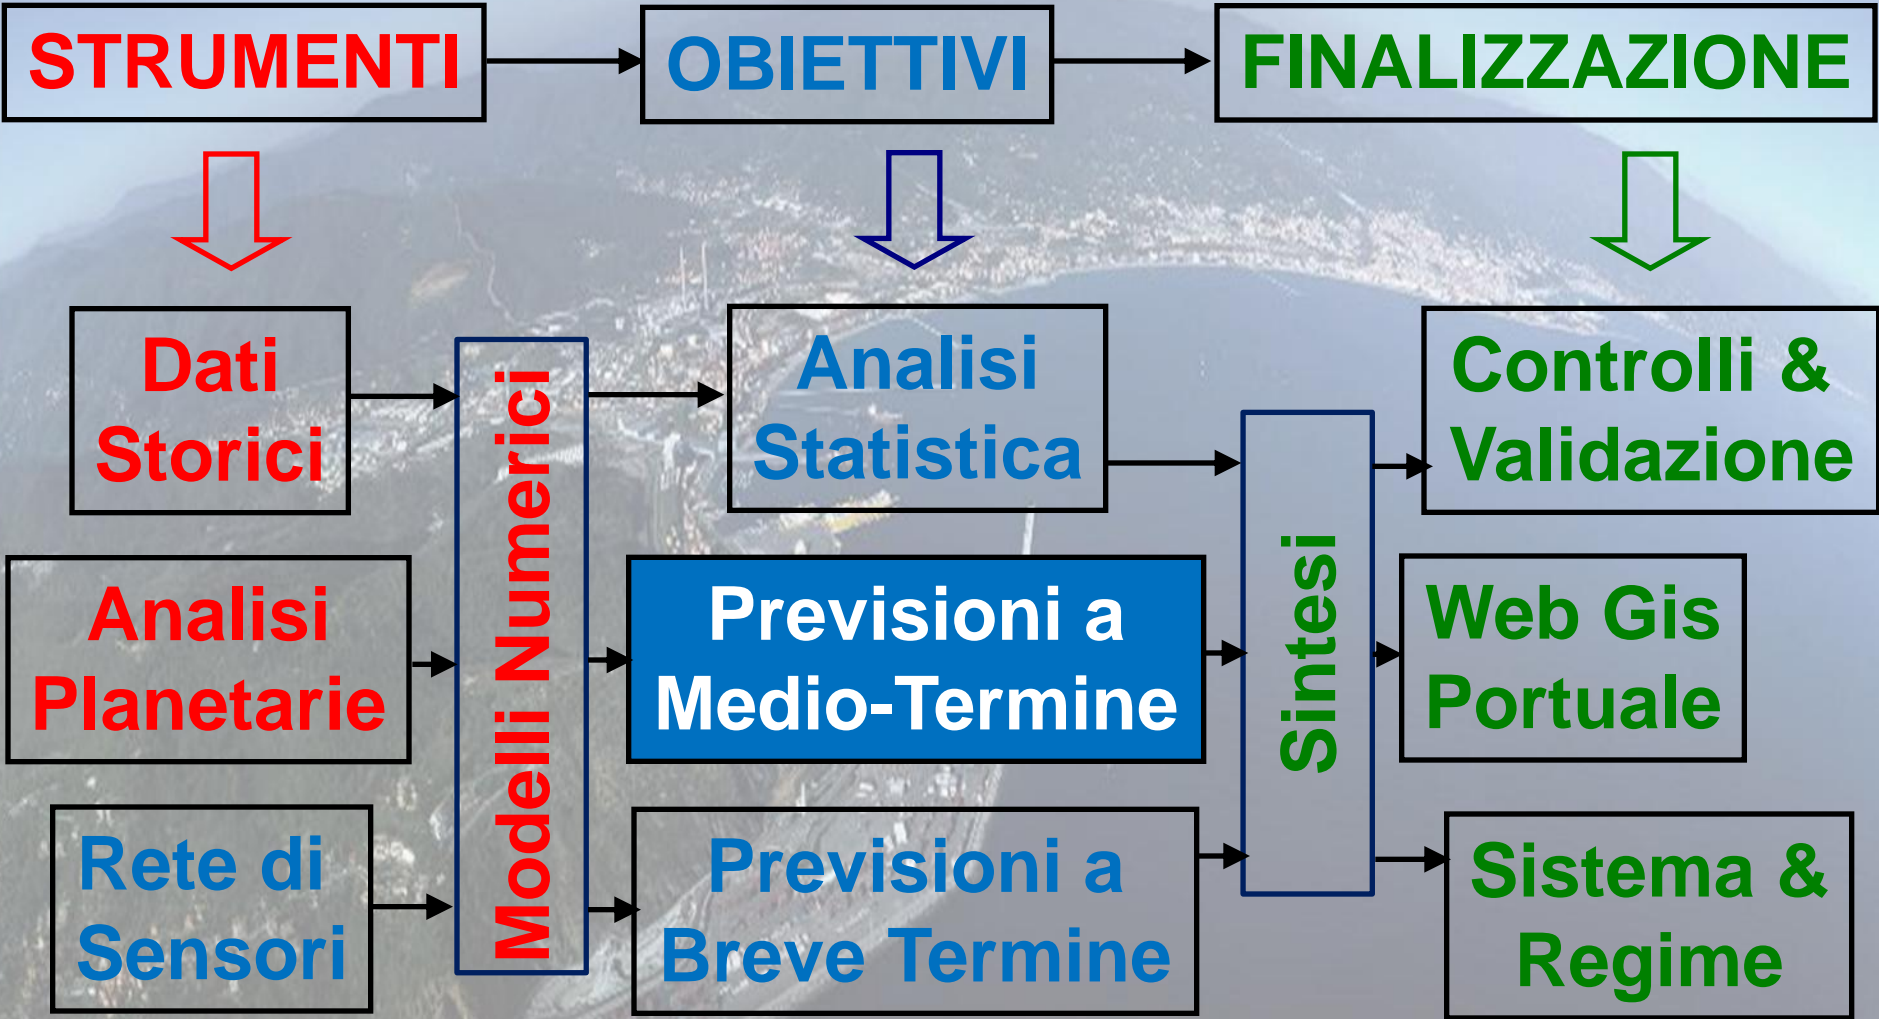 STRUMENTI
OBIETTIVI
FINALIZZAZIONE
Dati
Storici
Modelli Numerici
Analisi
Statistica
Controlli &
Validazione
Analisi
Planetarie
Previsioni a
Medio-Termine
Sintesi
Web Gis
Portuale
Rete di
Sensori
Previsioni a
Breve Termine
Sistema &
Regime